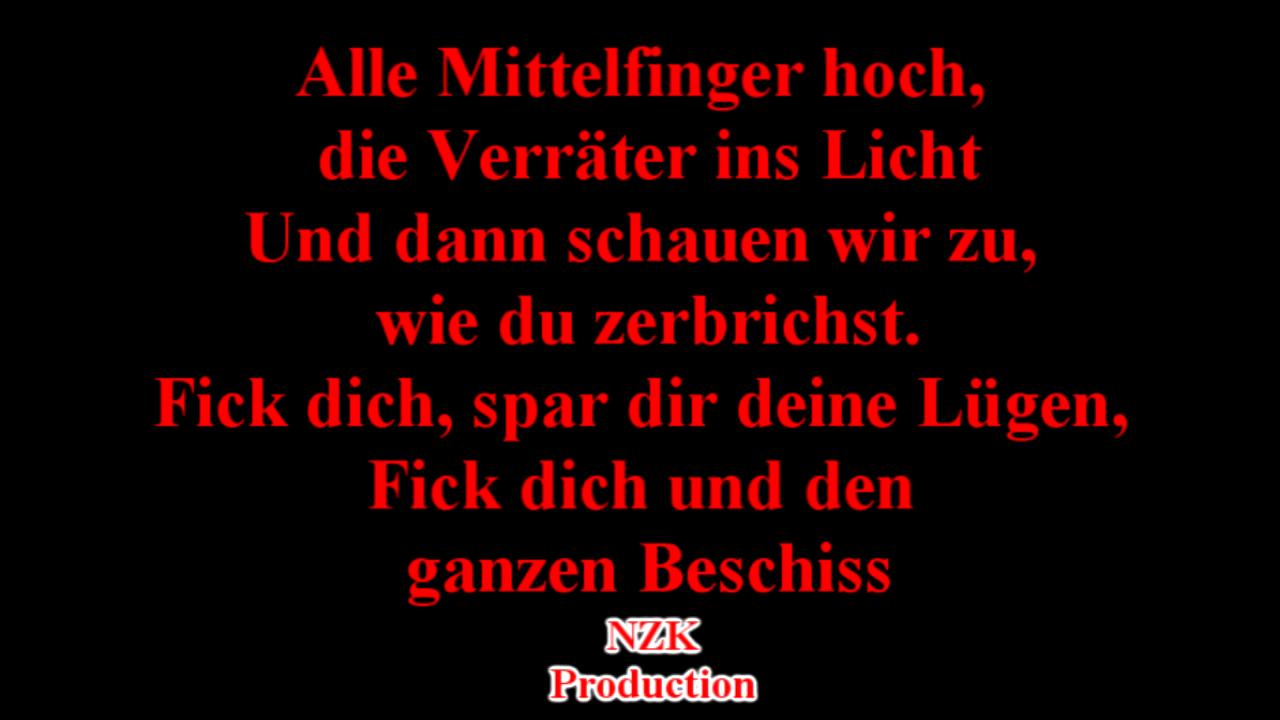 Alle Mittelfinger hoch,
die Verräter ins Licht
Und dann schauen wir zu,
wie du zerbrichst.
Fick dich, spar dir deine Lügen,
Fick dich und den
ganzen Beschiss
NZK
Production